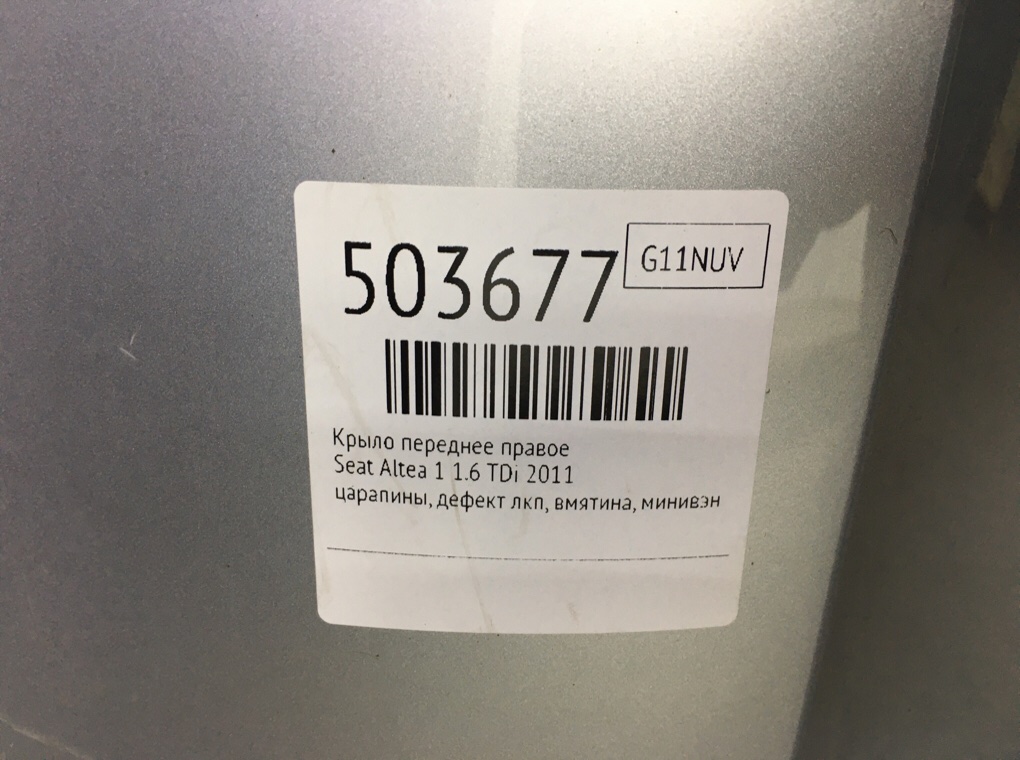 503677
G11NUV
Крыло переднее правое
Seat Altea 1 1.6 TDi 2011
царапины, дефект лкп, вмятина, минивэн